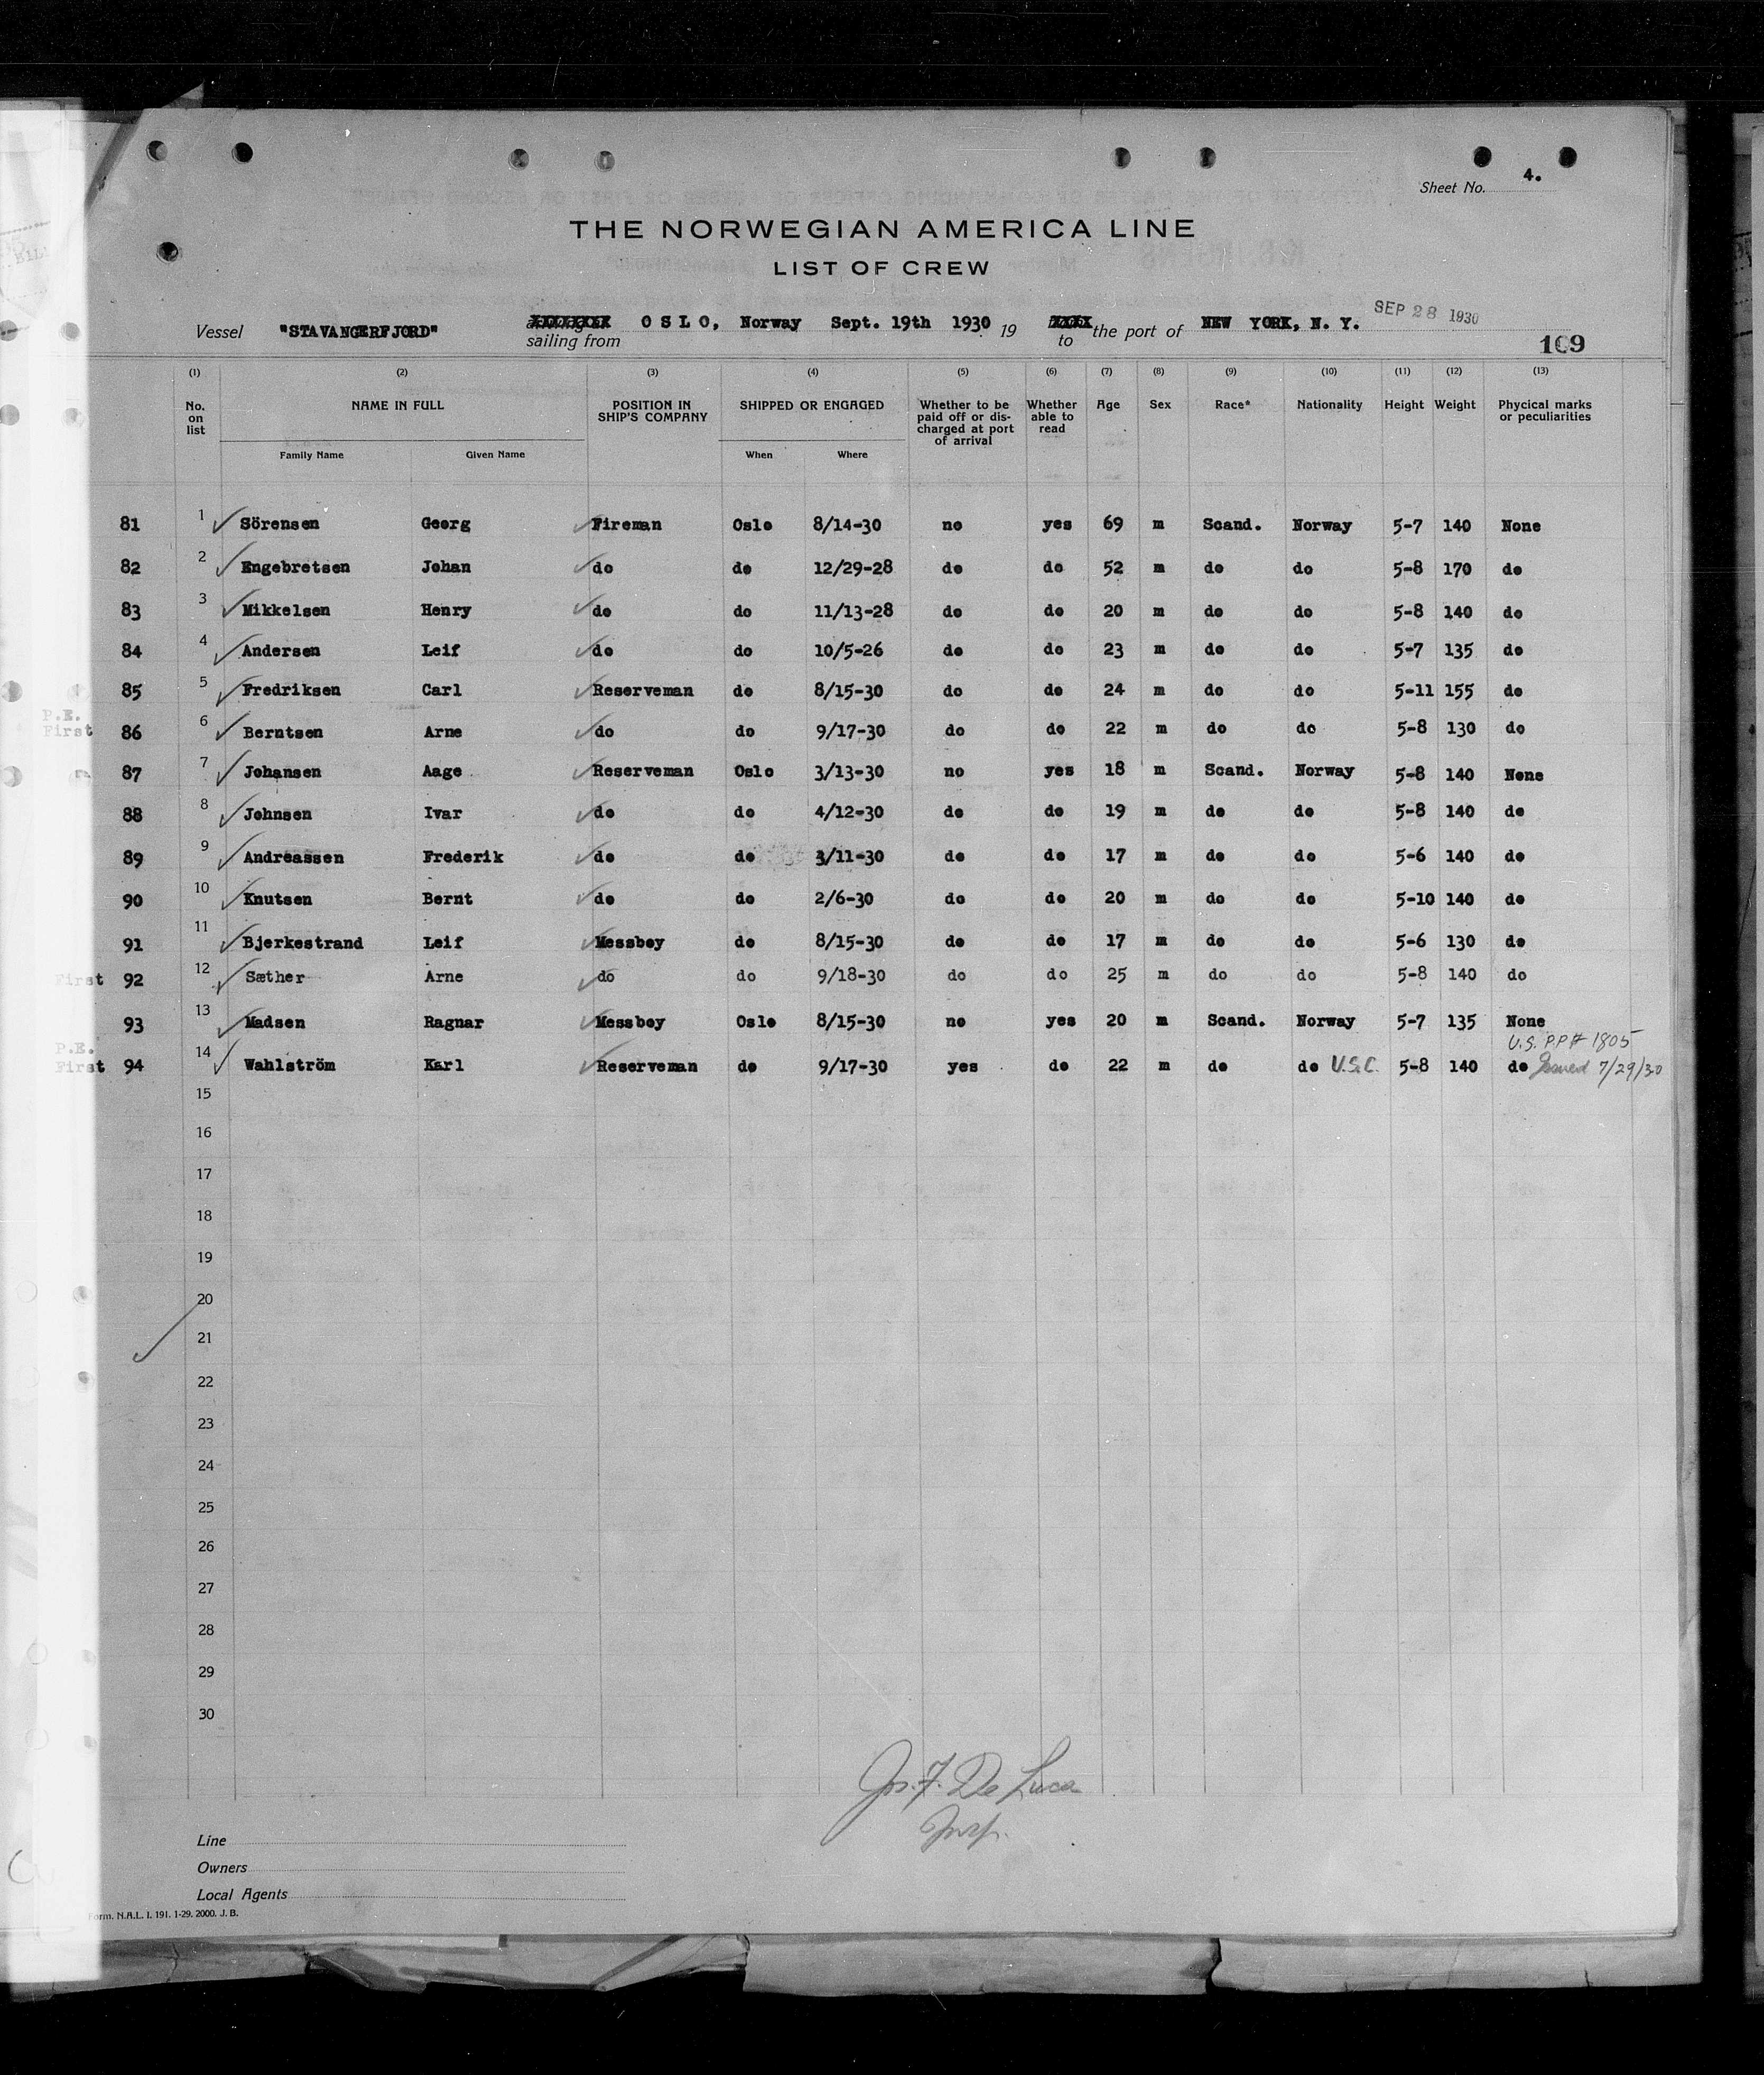 Sheet No. 4.
THE NORWEGIAN AMERICA LINE
LIST OF CREW
SEP 28 1930
Vessel "STAVANGERFJORD" sailing from OSLO, Norway Sept. 19th 1930 19 to the port of NEW YORK, N. Y.
109
(1) (2) (3) (4) (5) (6) (7) (8) (9) (10) (11) (12) (13)
No. on list NAME IN FULL POSITION IN SHIP'S COMPANY SHIPPED OR ENGAGED Whether to be paid off or discharged at port of arrival Whether able to read Age Sex Race* Nationality Height Weight Phycical marks or peculiarities
Family Name Given Name When Where
81 1 Sörensen Georg Fireman Oslo 8/14-30 no yes 69 m Scand. Norway 5-7 140 None
82 2 Engebretsen Johan do do 12/29-28 do do 52 m do do 5-8 170 do
83 3 Mikkelsen Henry do do 11/13-28 do do 20 m do do 5-8 140 do
84 4 Andersen Leif do do 10/5-26 do do 23 m do do 5-7 135 do
85 5 Fredriksen Carl Reserveman do 8/15-30 do do 24 m do do 5-11 155 do
P.E.
First 86 6 Berntsen Arne do do 9/17-30 do do 22 m do do 5-8 130 do
87 7 Johansen Aage Reserveman Oslo 3/13-30 no yes 18 m Scand. Norway 5-8 140 None
88 8 Johnsen Ivar do do 4/12-30 do do 19 m do do 5-8 140 do
89 9 Andreassen Frederik do do 3/11-30 do do 17 m do do 5-6 140 do
90 10 Knutsen Bernt do do 2/6-30 do do 20 m do do 5-10 140 do
91 11 Bjerkestrand Leif Messboy do 8/15-30 do do 17 m do do 5-6 130 do
First 92 12 Sæther Arne do do 9/18-30 do do 25 m do do 5-8 140 do
93 13 Madsen Ragnar Messboy Oslo 8/15-30 no yes 20 m Scand. Norway 5-7 135 None
U.S. PP# 1805
P.E.
First 94 14 Wahlström Karl Reserveman do 9/17-30 yes do 22 m do do U.S.C. 5-8 140 do Issued 7/29/30
15
16
17
18
19
20
21
22
23
24
25
26
27
28
29
30
Jos. F. De Luca
Insp.
Line
Owners
Local Agents
Form. N.A.L. 1. 191. 1-29. 2000. J. B.